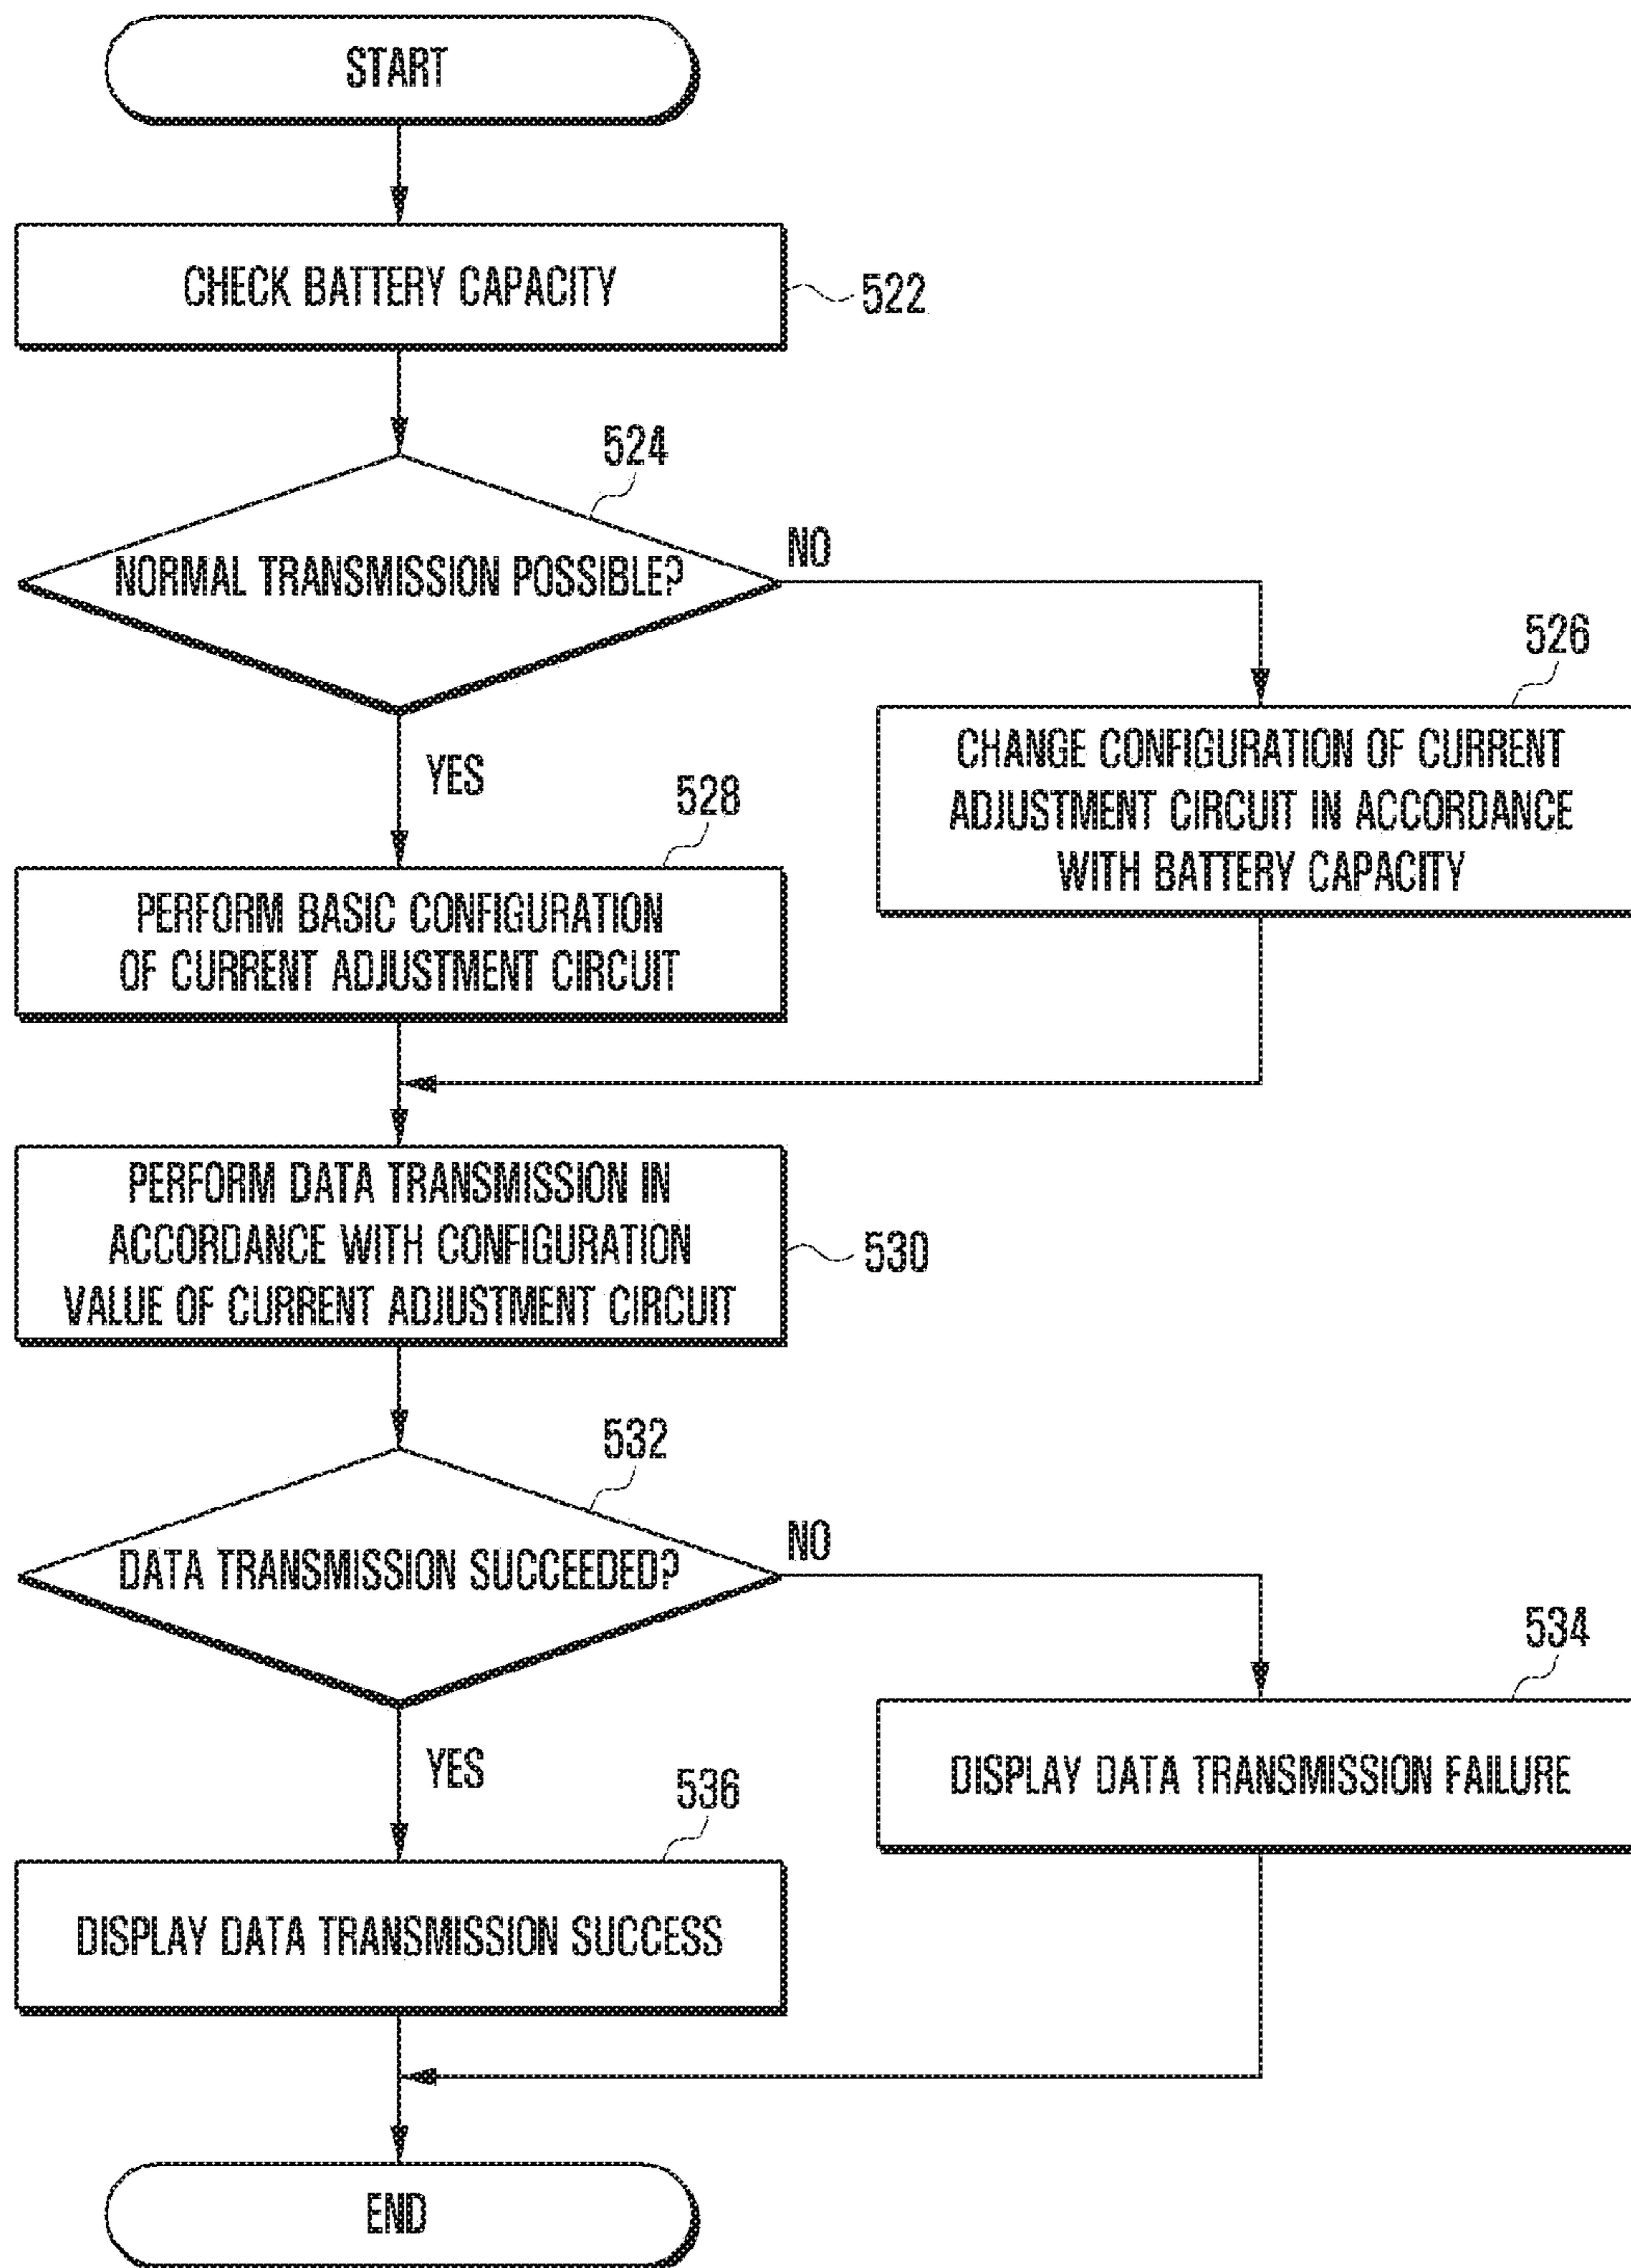 START
CHECK BATTERY CAPACITY
522
524
NORMAL TRANSMISSION POSSIBLE?
NO
526
CHANGE CONFIGURATION OF CURRENT
ADJUSTMENT CIRCUIT IN ACCORDANCE
WITH BATTERY CAPACITY
YES
528
PERFORM BASIC CONFIGURATION
OF CURRENT ADJUSTMENT CIRCUIT
PERFORM DATA TRANSMISSION IN
ACCORDANCE WITH CONFIGURATION
VALUE OF CURRENT ADJUSTMENT CIRCUIT
530
532
DATA TRANSMISSION SUCCEEDED?
NO
534
DISPLAY DATA TRANSMISSION FAILURE
YES
536
DISPLAY DATA TRANSMISSION SUCCESS
END